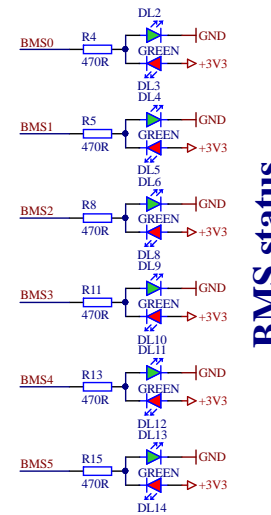 DL2
BMS0 R4 GND
GREEN
470R +3V3
DL3
DL4
BMS1 R5 GND
GREEN
470R +3V3
DL5
DL6
BMS2 R8 GND
GREEN
470R +3V3
DL8
DL9
BMS3 R11 GND
GREEN
470R +3V3
DL10
DL11
BMS4 R13 GND
GREEN
470R +3V3
DL12
DL13
BMS5 R15 GND
GREEN
470R +3V3
DL14
BMS status